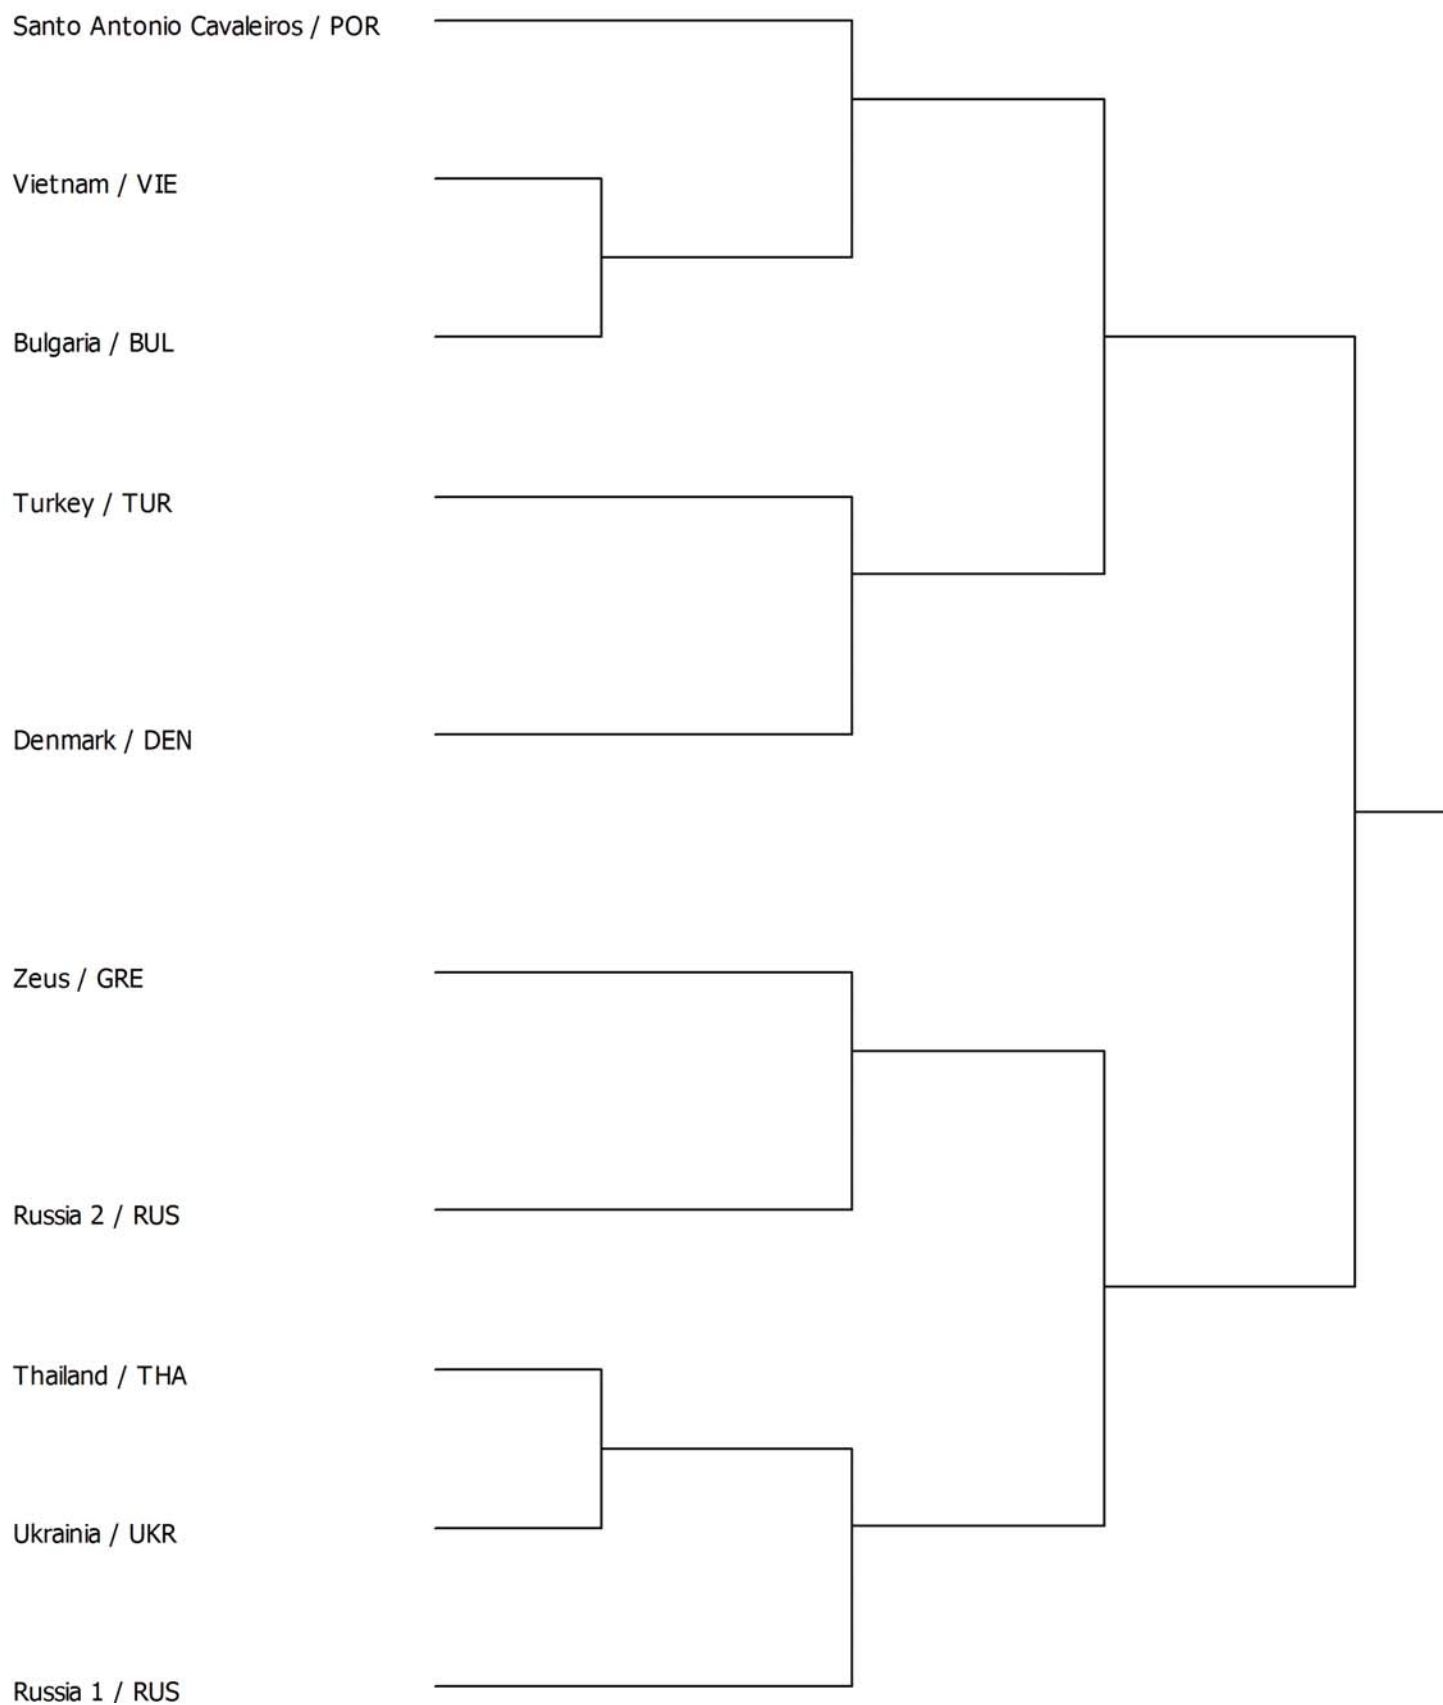 Santo Antonio Cavaleiros / POR
Vietnam / VIE
Bulgaria / BUL
Turkey / TUR
Denmark / DEN
Zeus / GRE
Russia 2 / RUS
Thailand / THA
Ukrainia / UKR
Russia 1 / RUS